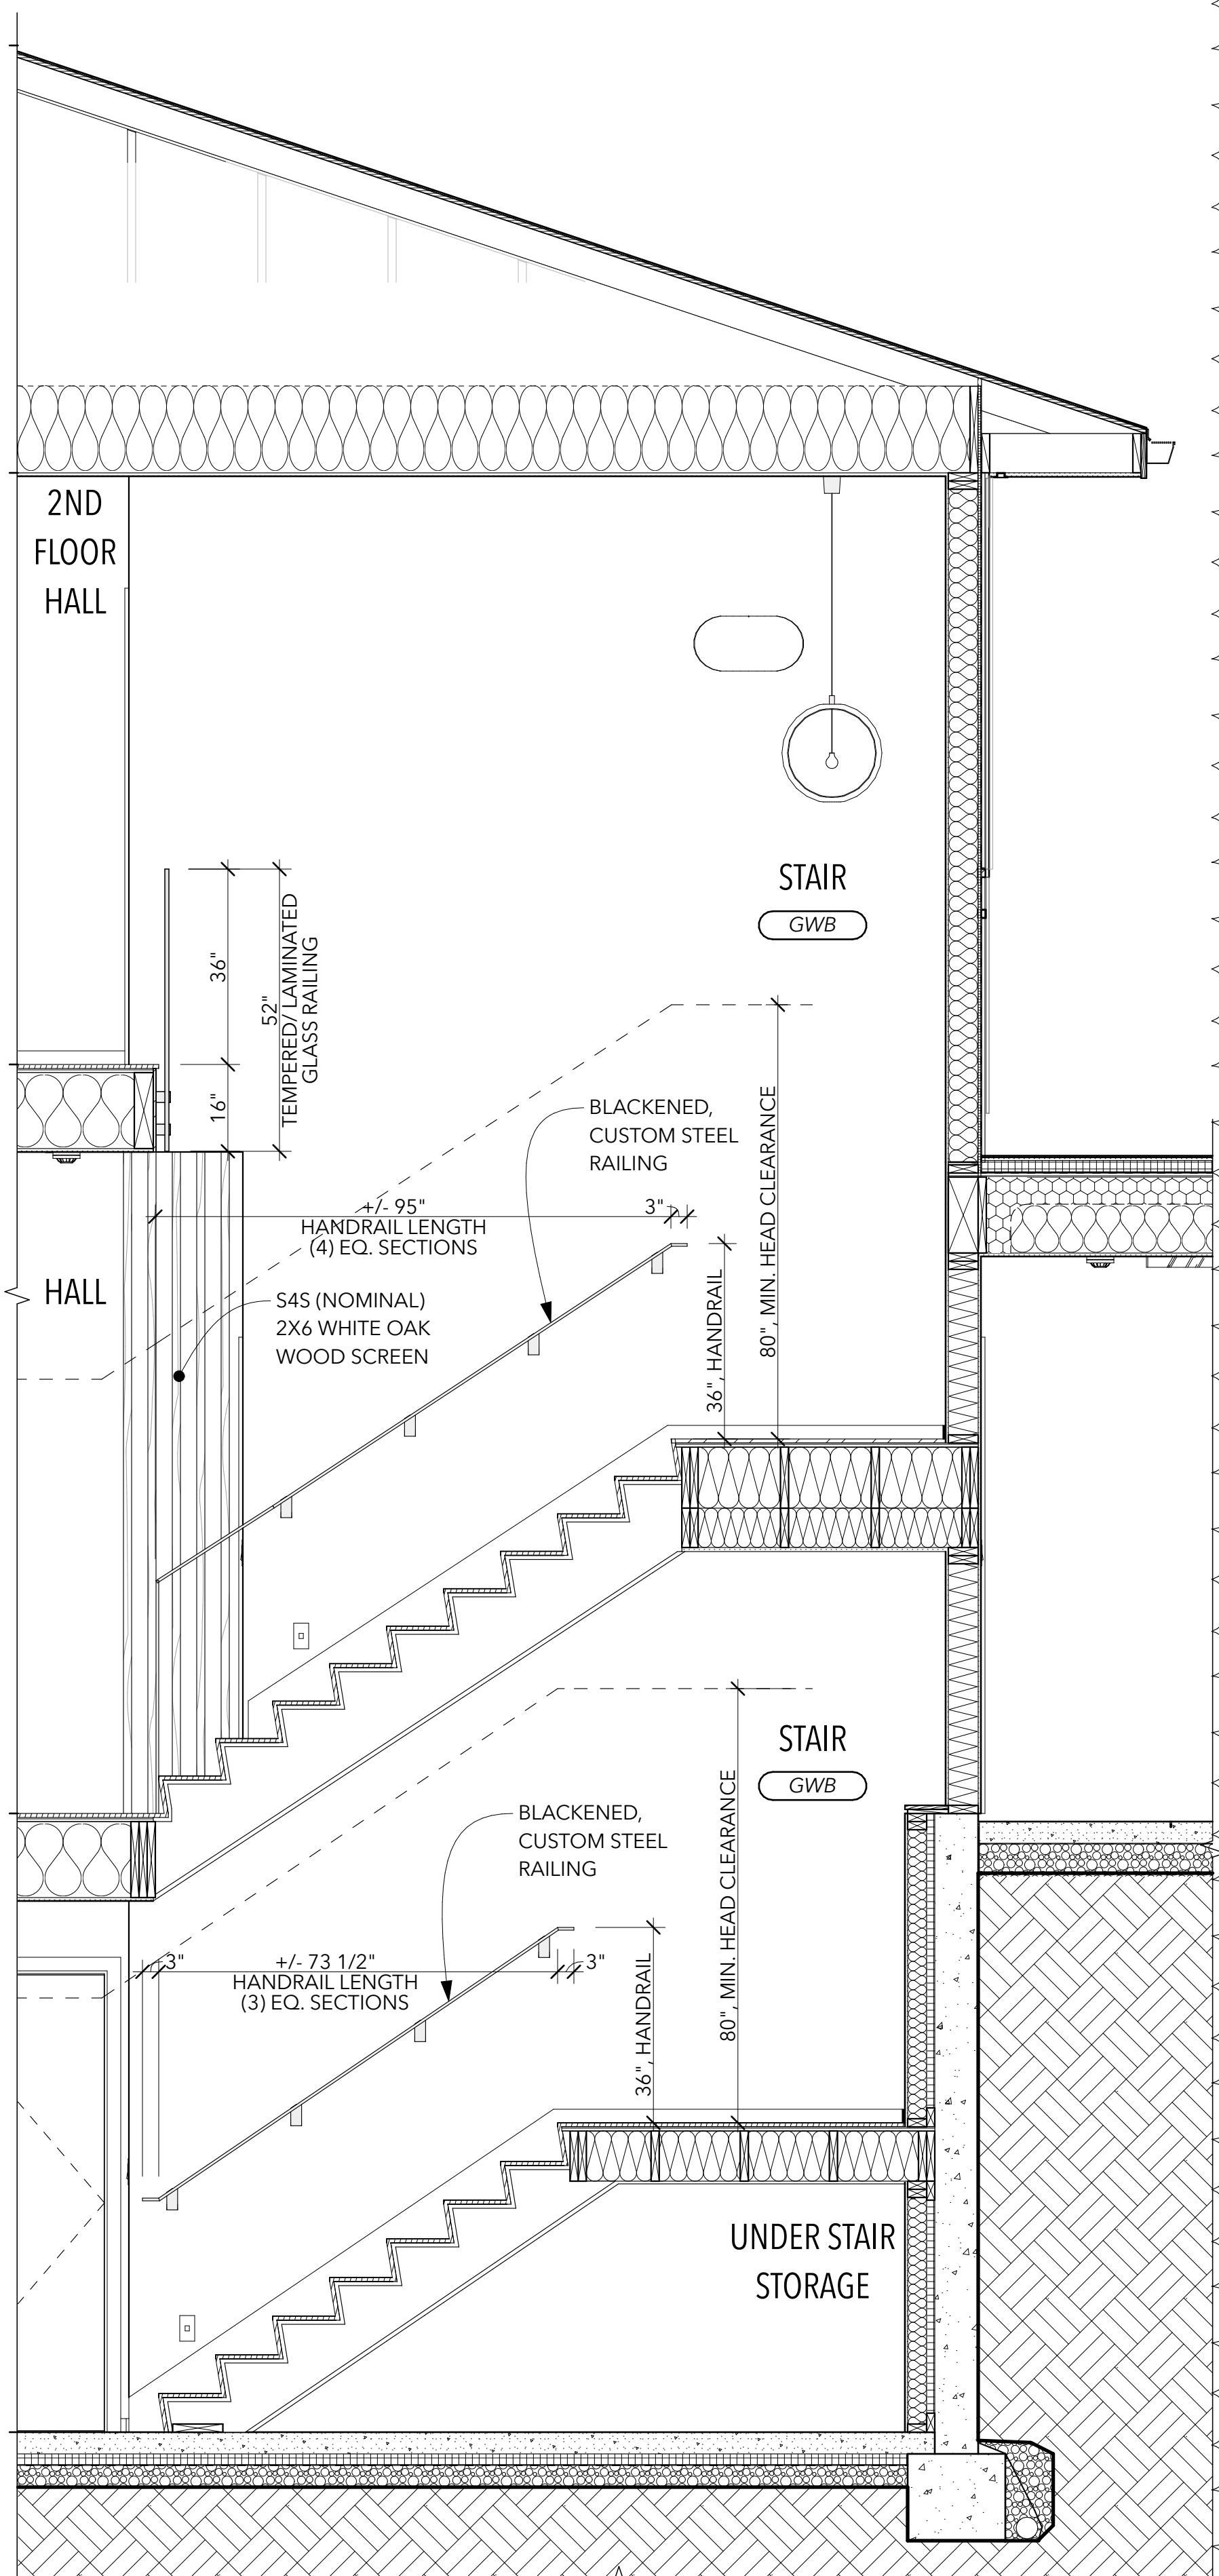 2ND
FLOOR
HALL
STAIR
GWB
36"
52"
TEMPERED/ LAMINATED
GLASS RAILING
16"
BLACKENED,
CUSTOM STEEL
RAILING
80", MIN. HEAD CLEARANCE
+/- 95"
HANDRAIL LENGTH
(4) EQ. SECTIONS
3"
36", HANDRAIL
HALL
S4S (NOMINAL)
2X6 WHITE OAK
WOOD SCREEN
STAIR
GWB
BLACKENED,
CUSTOM STEEL
RAILING
80", MIN. HEAD CLEARANCE
3"
+/- 73 1/2"
HANDRAIL LENGTH
(3) EQ. SECTIONS
3"
36", HANDRAIL
UNDER STAIR
STORAGE